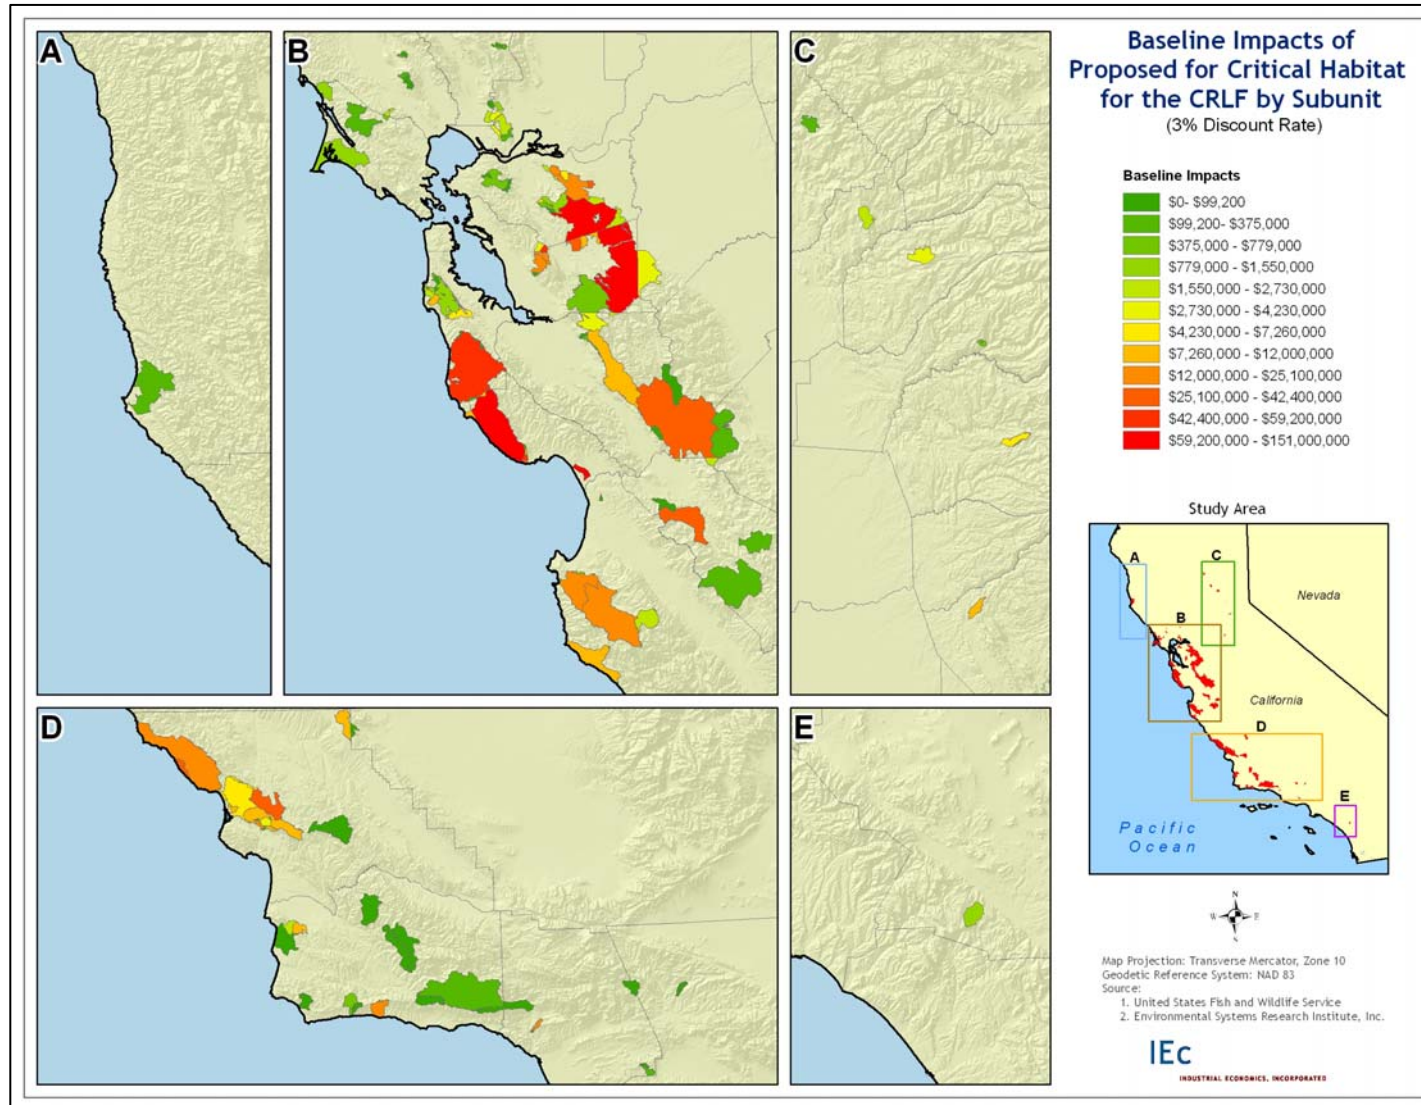 A
B
C
D
E
Baseline Impacts of
Proposed for Critical Habitat
for the CRLF by Subunit
(3% Discount Rate)
Baseline Impacts
$0- $99,200
$99,200- $375,000
$375,000 - $779,000
$779,000 - $1,550,000
$1,550,000 - $2,730,000
$2,730,000 - $4,230,000
$4,230,000 - $7,260,000
$7,260,000 - $12,000,000
$12,000,000 - $25,100,000
$25,100,000 - $42,400,000
$42,400,000 - $59,200,000
$59,200,000 - $151,000,000
Study Area
A
C
B
Nevada
California
D
E
Pacific
Ocean
N
W E
S
Map Projection: Transverse Mercator, Zone 10
Geodetic Reference System: NAD 83
Source:
1. United States Fish and Wildlife Service
2. Environmental Systems Research Institute, Inc.
IEc
INDUSTRIAL ECONOMICS, INCORPORATED